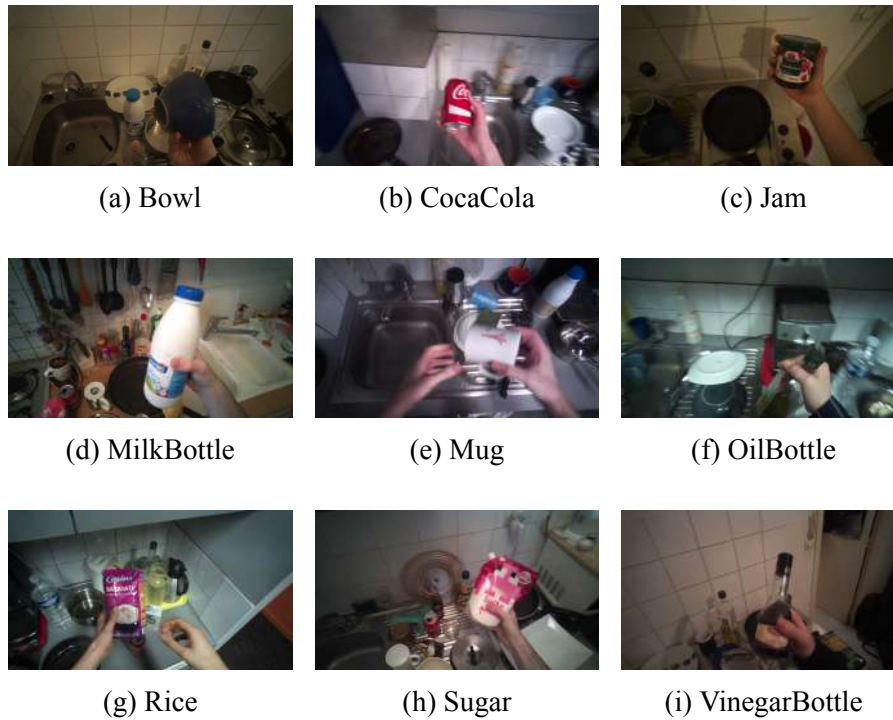 (a) Bowl
(b) CocaCola
(c) Jam
(d) MilkBottle
(e) Mug
(f) OilBottle
(g) Rice
(h) Sugar
(i) VinegarBottle